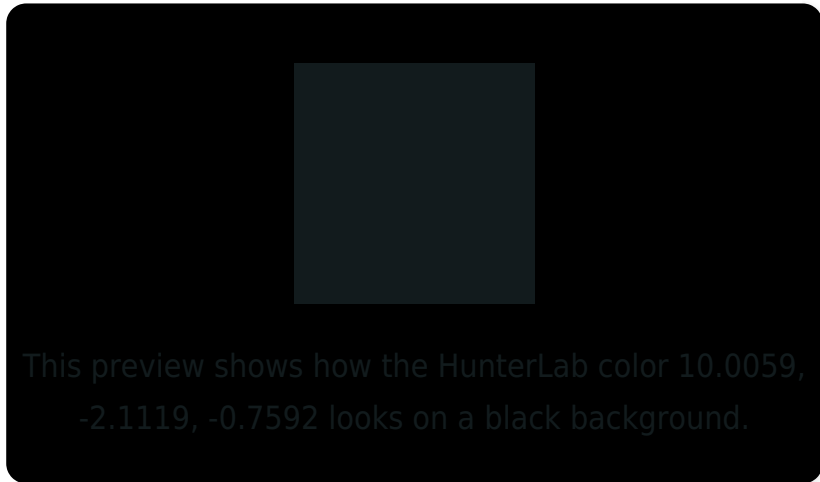 This preview shows how the HunterLab color 10.0059,
-2.1119, -0.7592 looks on a black background.